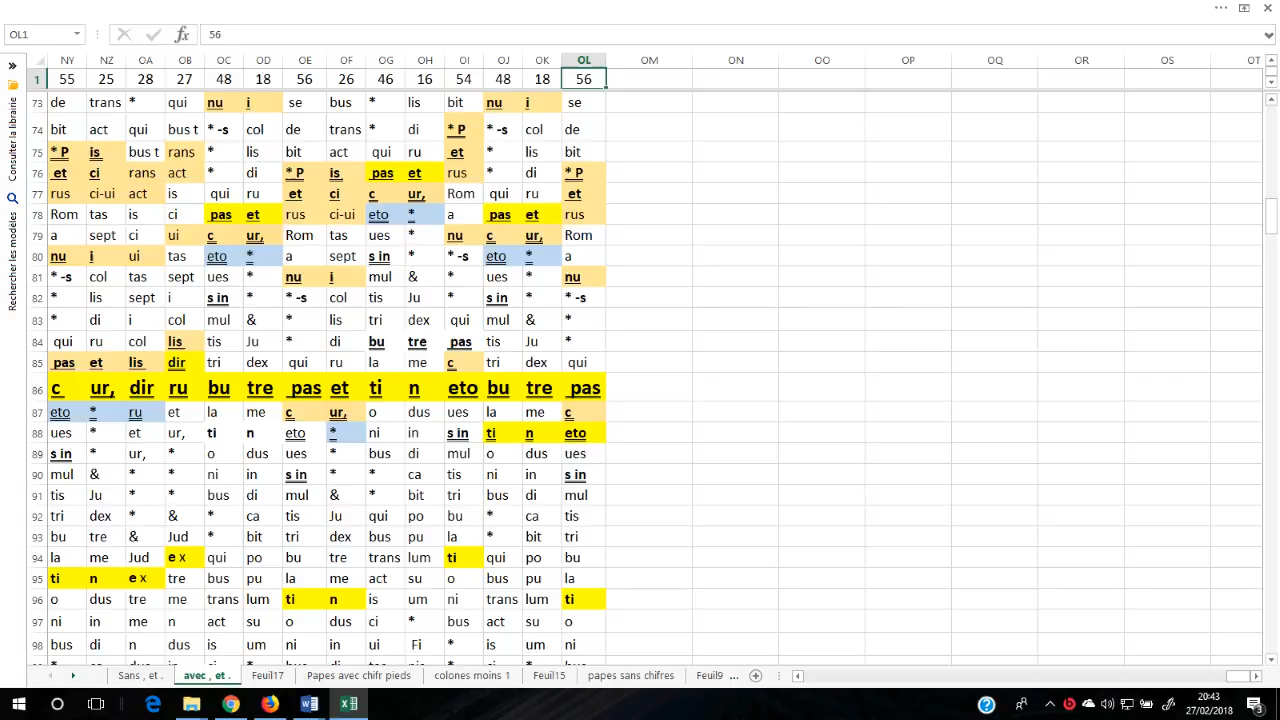 OL1 56
NY NZ OA OB OC OD OE OF OG OH OI OJ OK OL OM ON OO OP OQ OR OS OT
1 55 25 28 27 48 18 56 26 46 16 54 48 18 56
73 de trans * qui nu i se bus * lis bit nu i se
74 bit act qui bus t * -s col de trans * di * P * -s col de
75 * P is bus t rans * lis bit act qui ru et * lis bit
76 et ci rans act * di * P is pas et rus * di * P
77 rus ci-ui act is qui ru et ci c ur, Rom qui ru et
78 Rom tas is ci pas et rus ci-ui eto * a pas et rus
79 a sept ci ui c ur, Rom tas ues * nu c ur, Rom
80 nu i ui tas eto * a sept s in * * -s eto * a
81 * -s col tas sept ues * nu i mul & * ues * nu
82 * lis sept i s in * * -s col tis Ju * s in * * -s
83 * di i col mul & * lis tri dex qui mul & *
84 qui ru col lis tis Ju * di bu tre pas tis Ju *
85 pas et lis dir tri dex qui ru la me c tri dex qui
86 c ur, dir ru bu tre pas et ti n eto bu tre pas
87 eto * ru et la me c ur, o dus ues la me c
88 ues * et ur, ti n eto * ni in s in ti n eto
89 s in * ur, * o dus ues * bus di mul o dus ues
90 mul & * * ni in s in * * ca tis ni in s in
91 tis Ju * * bus di mul & * bit tri bus di mul
92 tri dex * & * ca tis Ju qui po bu * ca tis
93 bu tre & Jud * bit tri dex bus pu la * bit tri
94 la me Jud e x qui po bu tre trans lum ti qui po bu
95 ti n e x tre bus pu la me act su o bus pu la
96 o dus tre me trans lum ti n is um ni trans lum ti
97 ni in me n act su o dus ci * bus act su o
98 bus di n dus is um ni in ui Fi * is um ni
Consulter la librairie
Rechercher les modèles
Sans , et . avec , et . Feuil17 Papes avec chifr pieds colones moins 1 Feuil15 papes sans chifres Feuil9 ...
20:43
27/02/2018